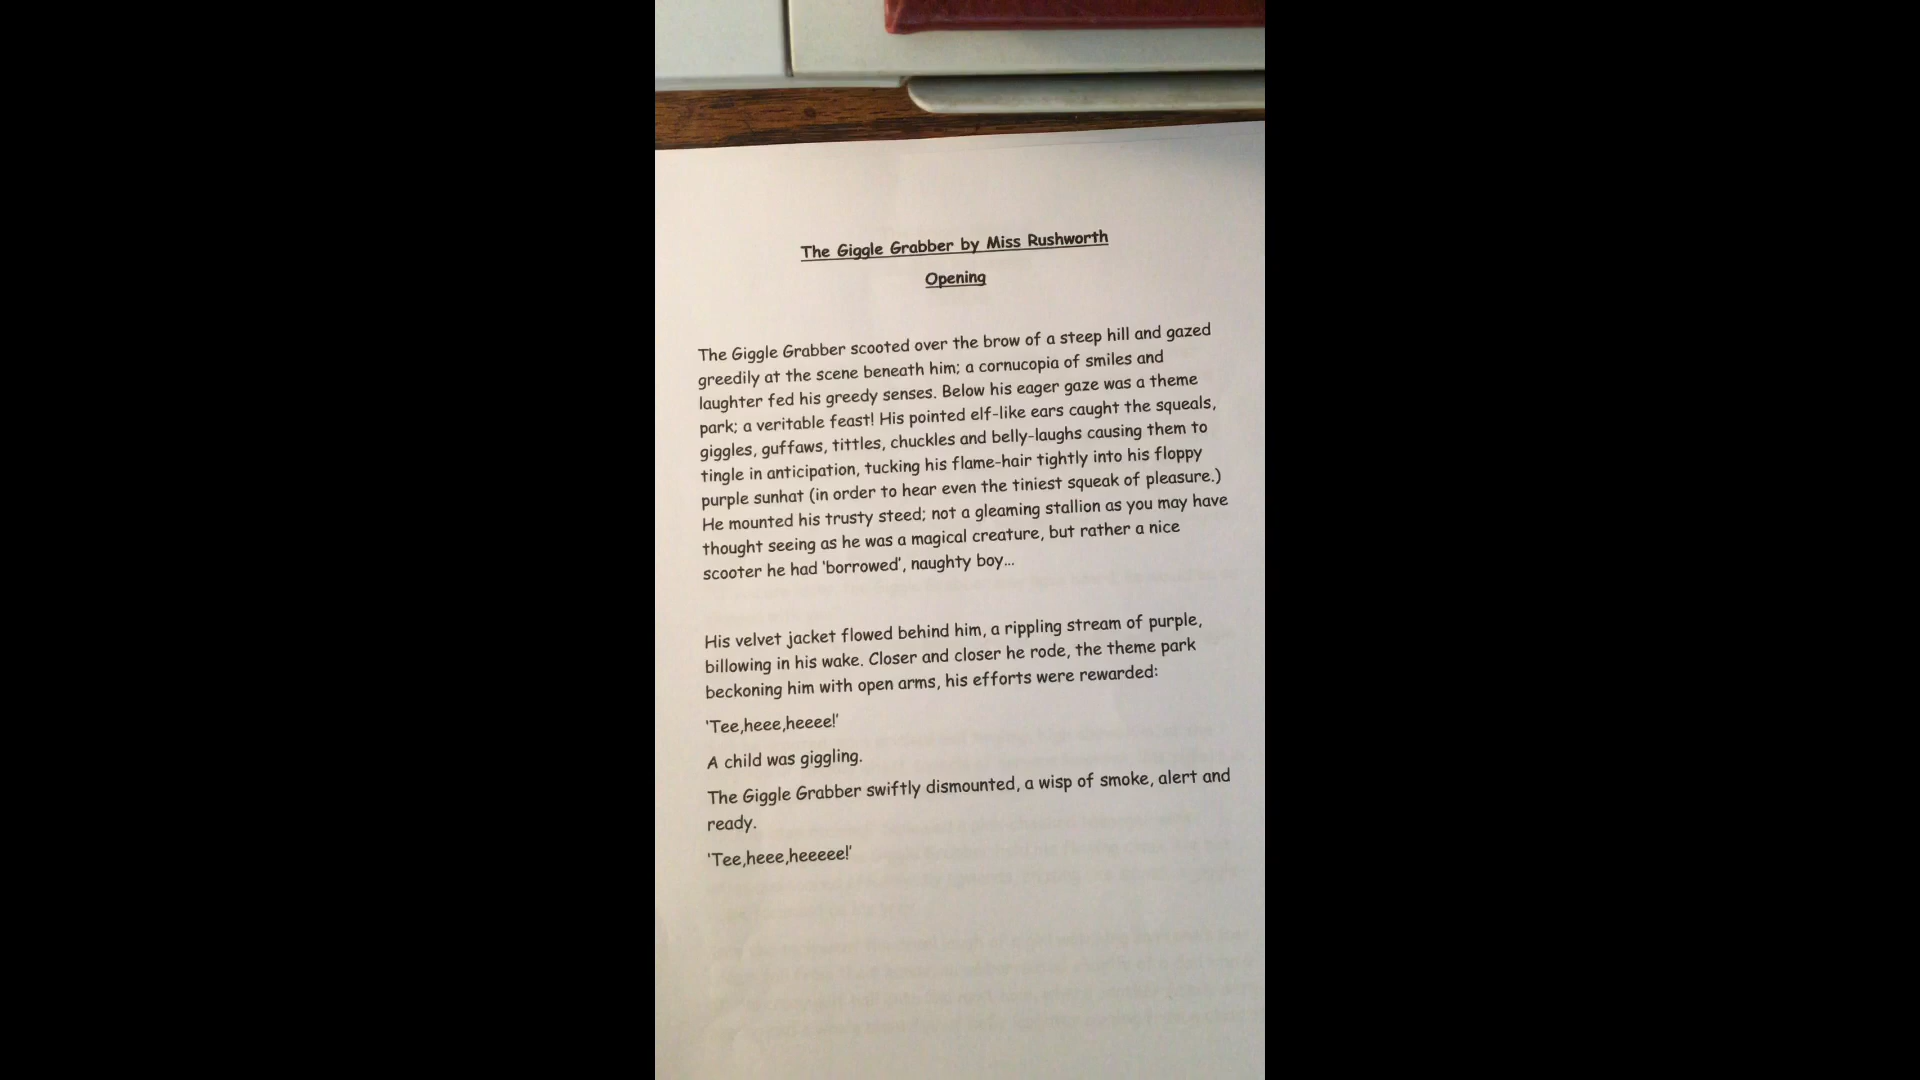 The Giggle Grabber by Miss Rushworth
Opening
The Giggle Grabber scooted over the brow of a steep hill and gazed
greedily at the scene beneath him; a cornucopia of smiles and
laughter fed his greedy senses. Below his eager gaze was a theme
park; a veritable feast! His pointed elf-like ears caught the squeals,
giggles, guffaws, tittles, chuckles and belly-laughs causing them to
tingle in anticipation, tucking his flame-hair tightly into his floppy
purple sunhat (in order to hear even the tiniest squeak of pleasure.)
He mounted his trusty steed; not a gleaming stallion as you may have
thought seeing as he was a magical creature, but rather a nice
scooter he had 'borrowed', naughty boy...
His velvet jacket flowed behind him, a rippling stream of purple,
billowing in his wake. Closer and closer he rode, the theme park
beckoning him with open arms, his efforts were rewarded:
'Tee,heee,heeee!'
A child was giggling.
The Giggle Grabber swiftly dismounted, a wisp of smoke, alert and
ready.
'Tee,heee,heeeee!'